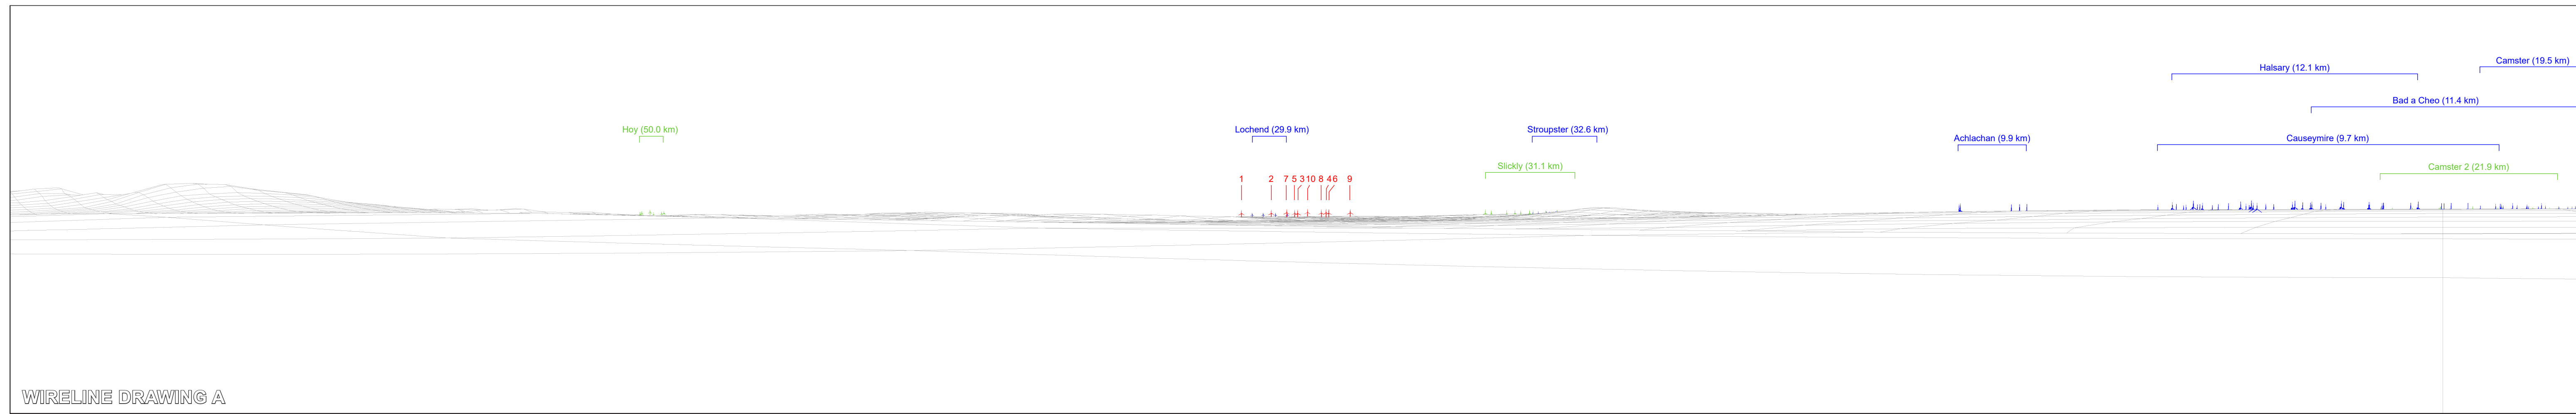 Camster (19.5 km)
Halsary (12.1 km)
Bad a Cheo (11.4 km)
Hoy (50.0 km)
Lochend (29.9 km)
Stroupster (32.6 km)
Achlachan (9.9 km)
Causeymire (9.7 km)
Slickly (31.1 km)
Camster 2 (21.9 km)
1 2 7 5 3 10 8 4 6 9
WIRELINE DRAWING A